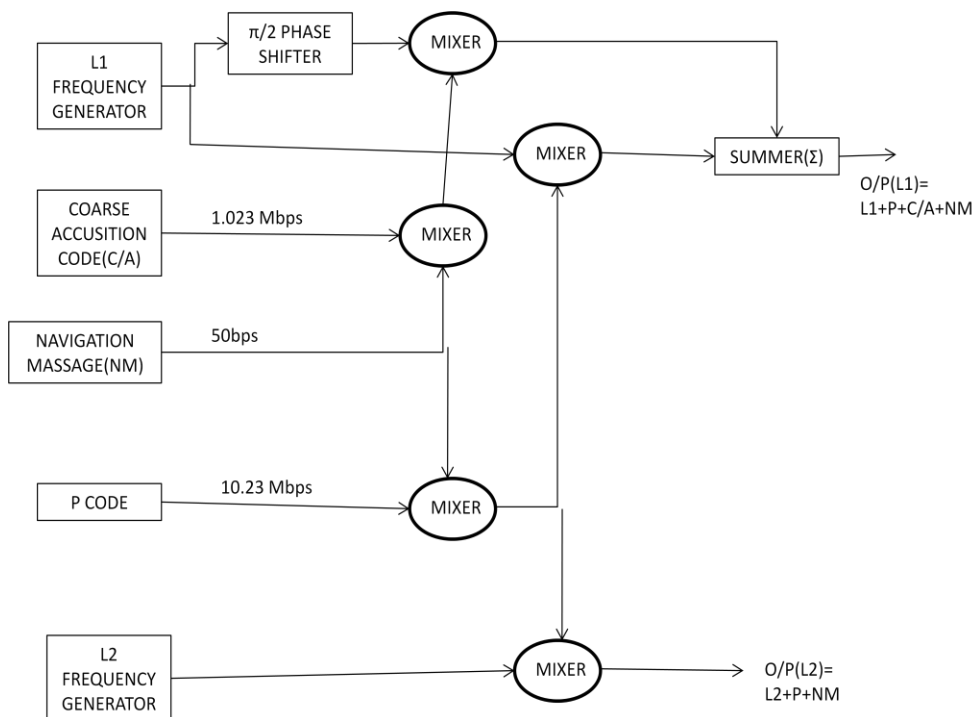 π/2 PHASE
SHIFTER
MIXER
L1
FREQUENCY
GENERATOR
MIXER
SUMMER(Σ)
O/P(L1)=
L1+P+C/A+NM
COARSE
ACCUSITION
CODE(C/A)
1.023 Mbps
MIXER
NAVIGATION
MASSAGE(NM)
50bps
P CODE
10.23 Mbps
MIXER
L2
FREQUENCY
GENERATOR
MIXER
O/P(L2)=
L2+P+NM